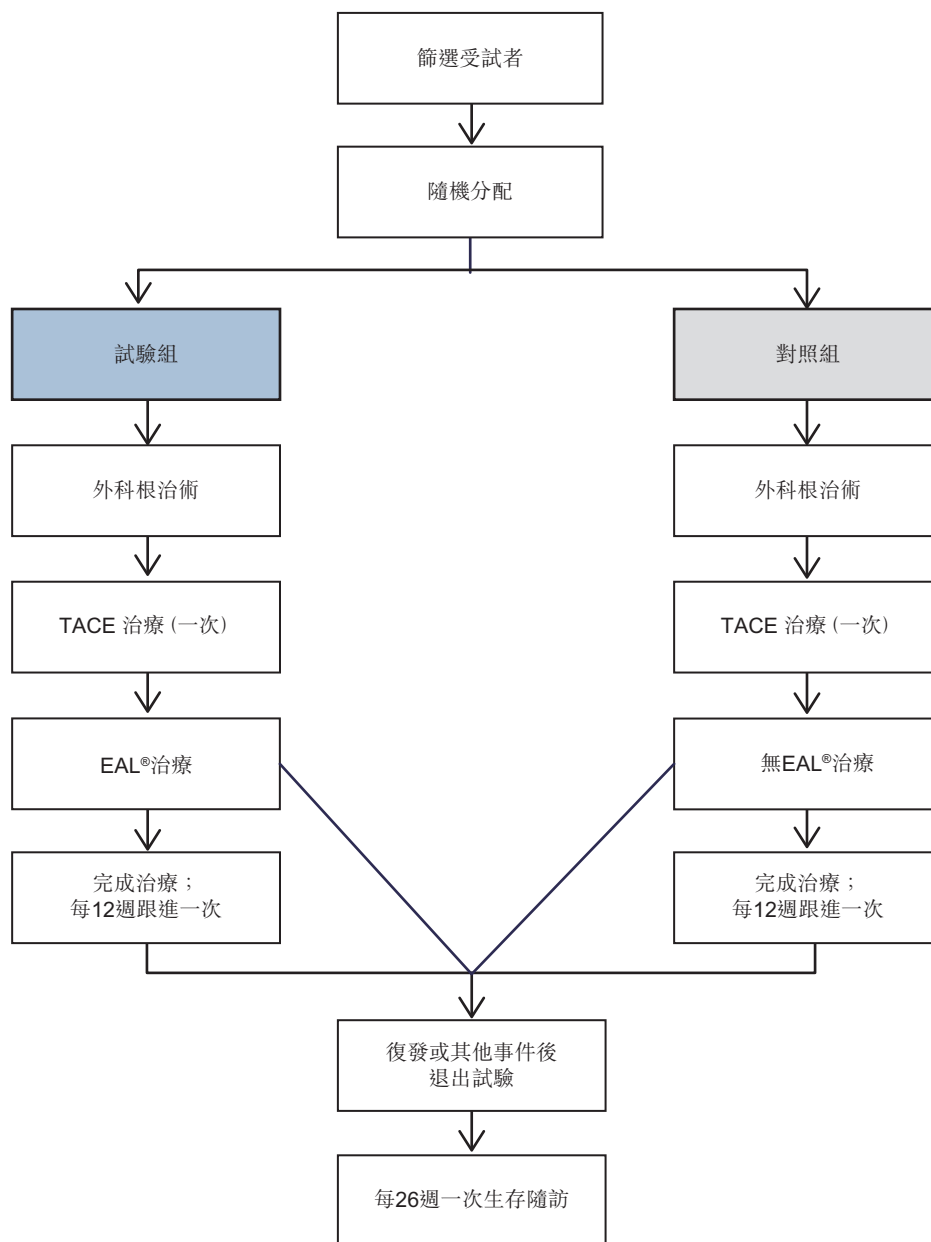 篩選受試者
隨機分配
試驗組
對照組
外科根治術
外科根治術
TACE 治療 (一次)
TACE 治療 (一次)
EAL®治療
無EAL®治療
完成治療；
每12週跟進一次
完成治療；
每12週跟進一次
復發或其他事件後
退出試驗
每26週一次生存隨訪